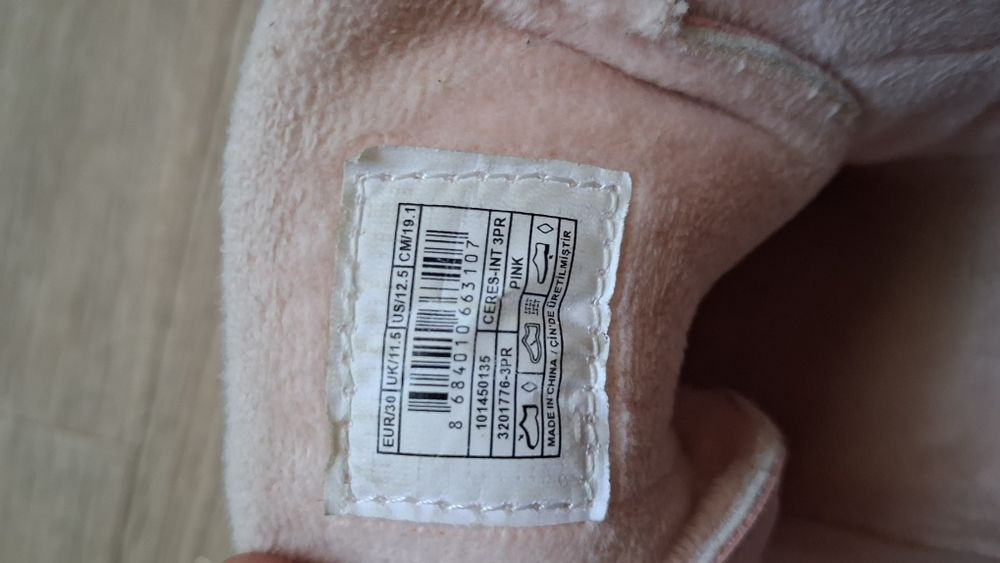 EUR/30 UK/11.5 US/12.5 CM/19.1
8 684010 663107
101450135 CERES-INT 3PR
3201776-3PR PINK
MADE IN CHINA / ÇİN'DE ÜRETİLMİŞTİR